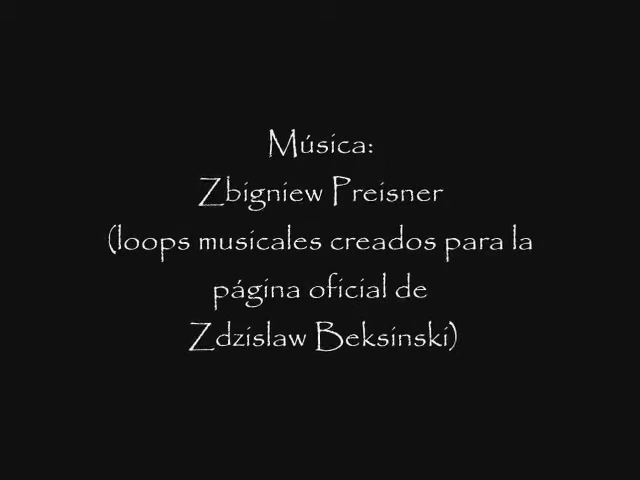 Música:
Zbigniew Preisner
(loops musicales creados para la
página oficial de
Zdzislaw Beksinski)